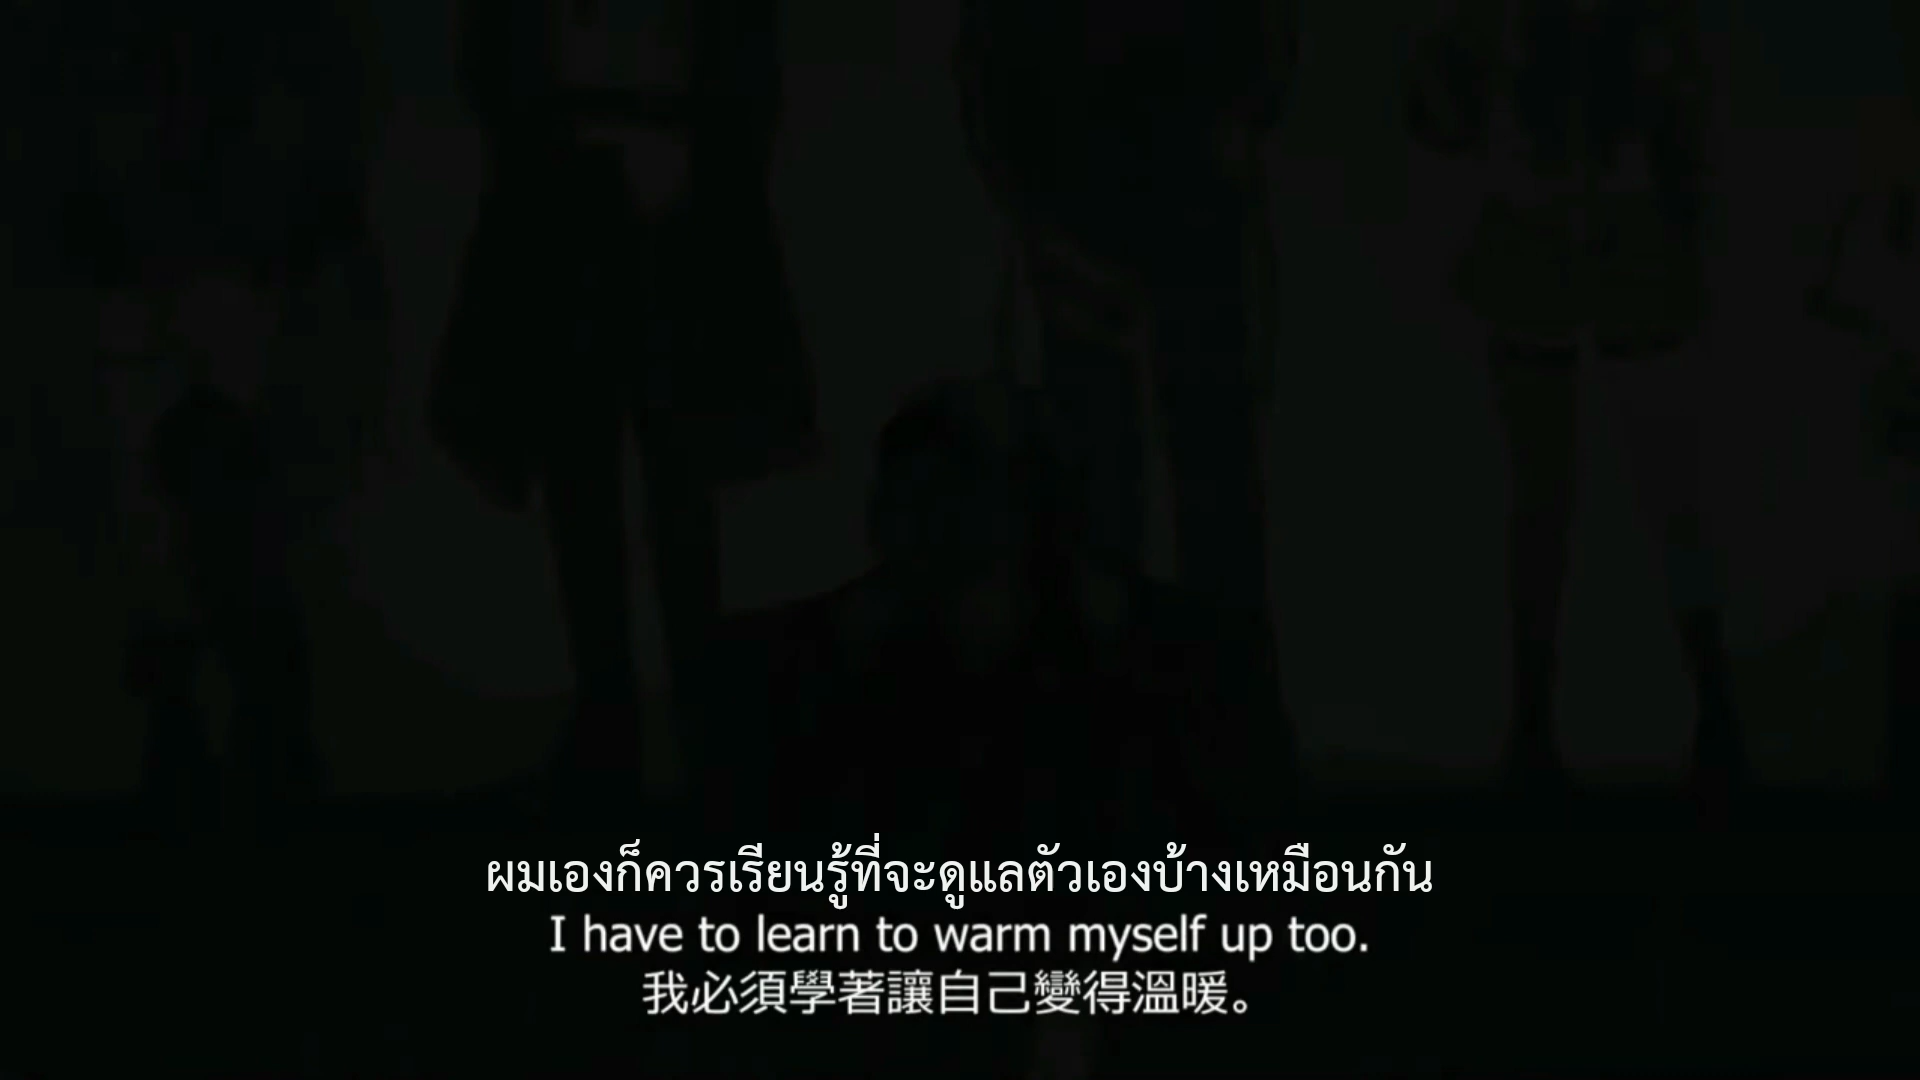 ผมเองก็ควรเรียนรู้ที่จะดูแลตัวเองบ้างเหมือนกัน
I have to learn to warm myself up too.
我必須學著讓自己變得溫暖。